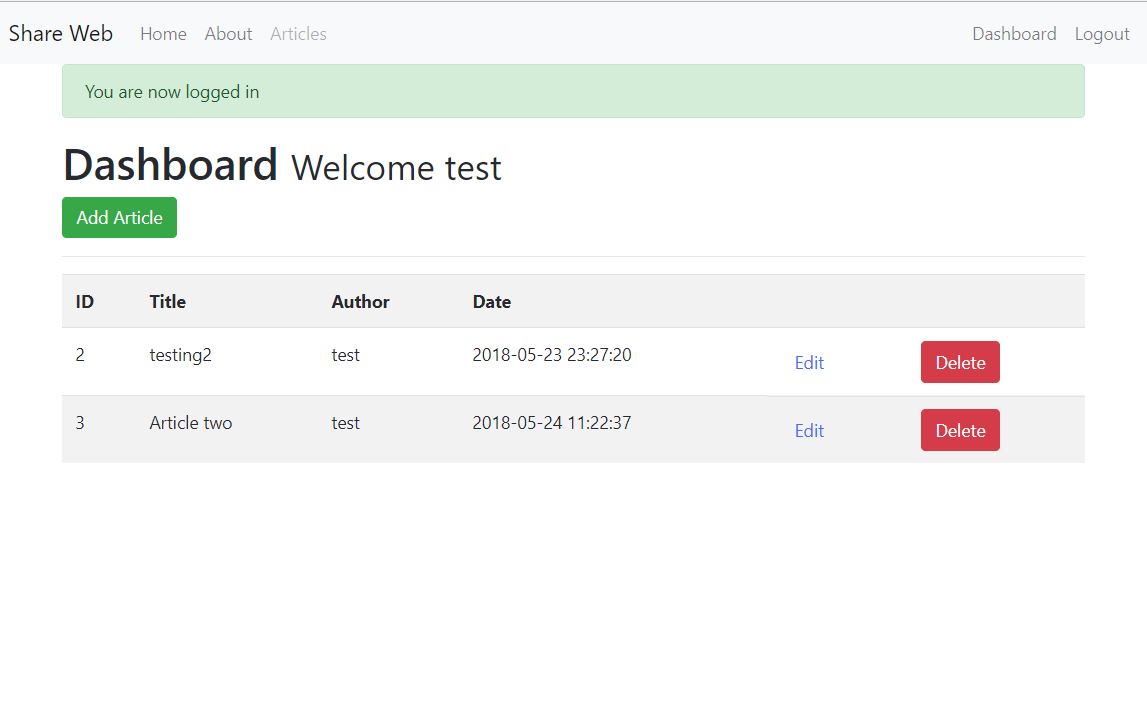 Share Web Home About Articles Dashboard Logout
You are now logged in
Dashboard Welcome test
Add Article
ID Title Author Date
2 testing2 test 2018-05-23 23:27:20 Edit Delete
3 Article two test 2018-05-24 11:22:37 Edit Delete